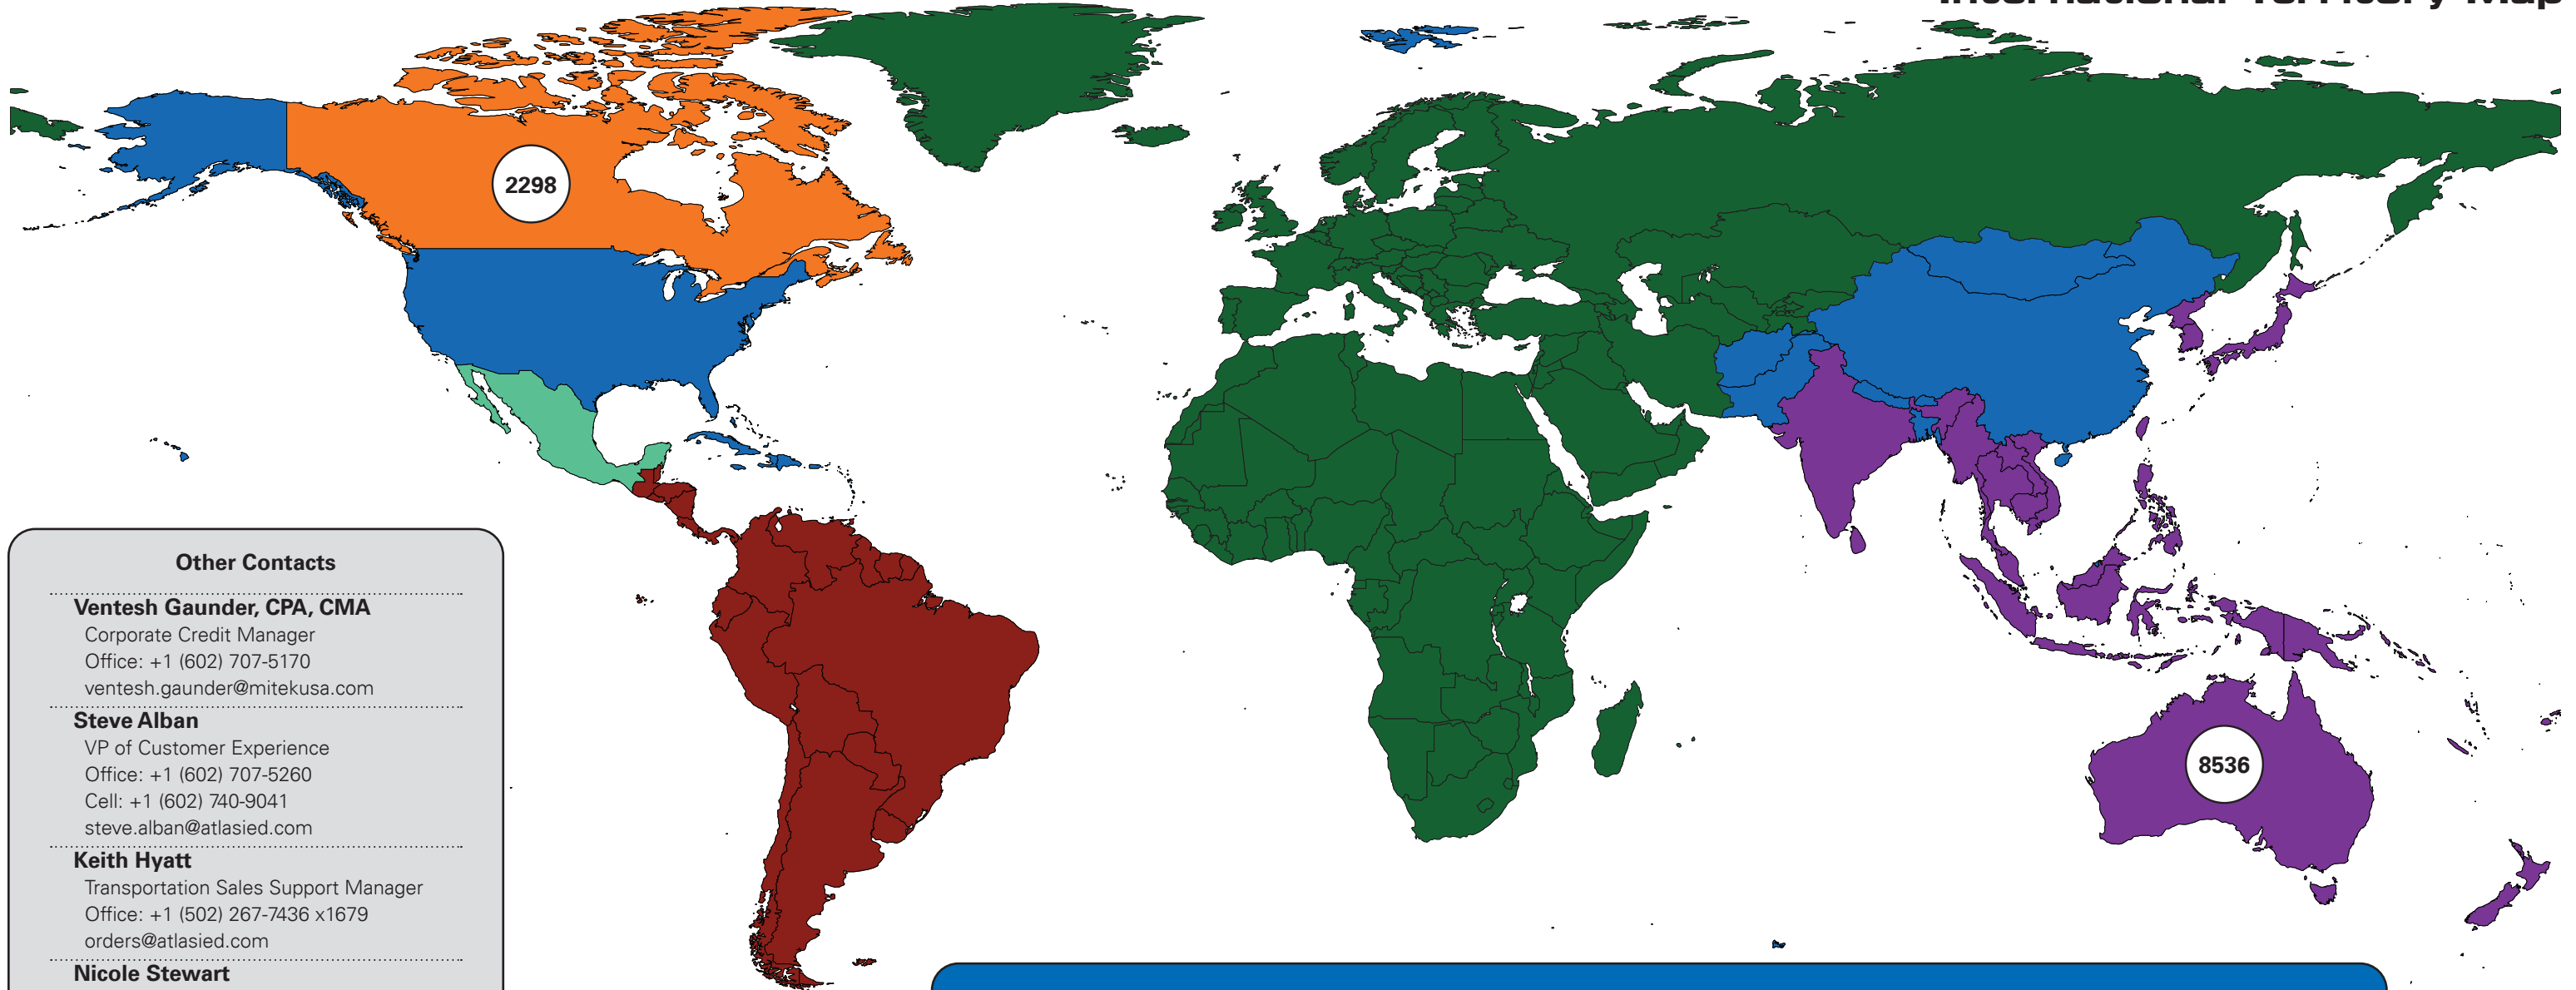 International Territory Map
2298
8536
Other Contacts
Ventesh Gaunder, CPA, CMA
Corporate Credit Manager
Office: +1 (602) 707-5170
ventesh.gaunder@mitekusa.com
Steve Alban
VP of Customer Experience
Office: +1 (602) 707-5260
Cell: +1 (602) 740-9041
steve.alban@atlasied.com
Keith Hyatt
Transportation Sales Support Manager
Office: +1 (502) 267-7436 x1679
orders@atlasied.com
Nicole Stewart